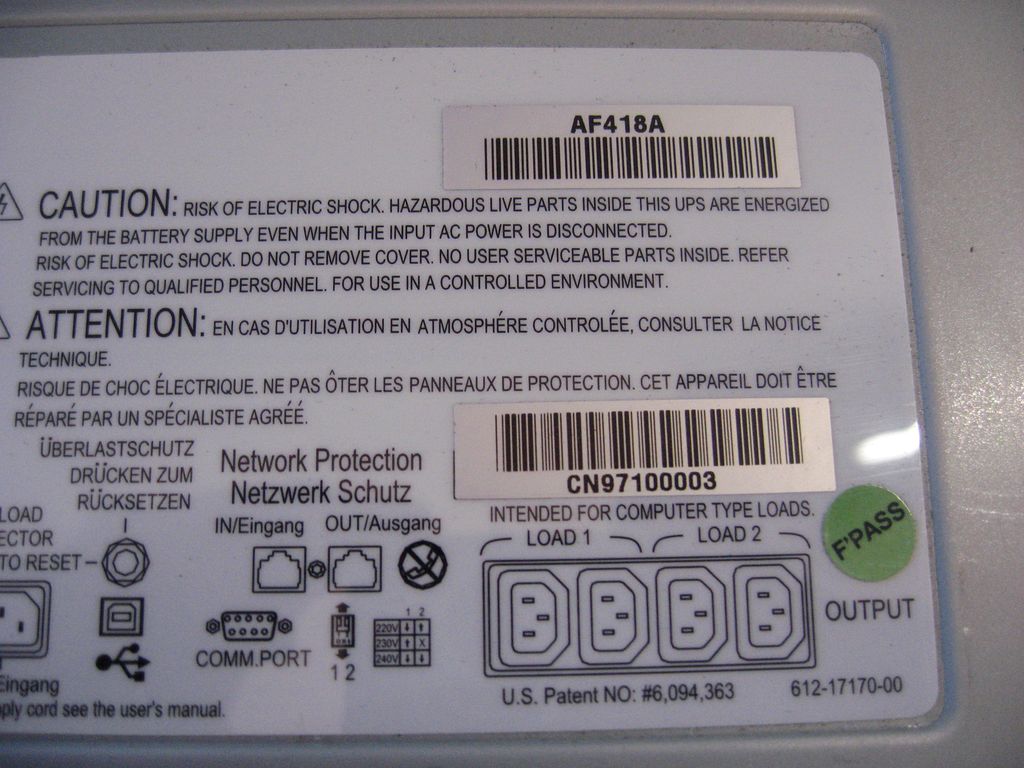 AF418A
CAUTION: RISK OF ELECTRIC SHOCK. HAZARDOUS LIVE PARTS INSIDE THIS UPS ARE ENERGIZED
FROM THE BATTERY SUPPLY EVEN WHEN THE INPUT AC POWER IS DISCONNECTED.
RISK OF ELECTRIC SHOCK. DO NOT REMOVE COVER. NO USER SERVICEABLE PARTS INSIDE. REFER
SERVICING TO QUALIFIED PERSONNEL. FOR USE IN A CONTROLLED ENVIRONMENT.
ATTENTION: EN CAS D'UTILISATION EN ATMOSPHÉRE CONTROLÉE, CONSULTER LA NOTICE
TECHNIQUE.
RISQUE DE CHOC ÉLECTRIQUE. NE PAS ÔTER LES PANNEAUX DE PROTECTION. CET APPAREIL DOIT ÊTRE
RÉPARÉ PAR UN SPÉCIALISTE AGRÉÉ.
CN97100003
ÜBERLASTSCHUTZ
DRÜCKEN ZUM
RÜCKSETZEN
LOAD
ECTOR
TO RESET
Network Protection
Netzwerk Schutz
IN/Eingang OUT/Ausgang
INTENDED FOR COMPUTER TYPE LOADS.
LOAD 1 LOAD 2
F'PASS
OUTPUT
COMM.PORT
1 2
1 2
220V
230V X
240V
Eingang
ply cord see the user's manual.
U.S. Patent NO: #6,094,363
612-17170-00